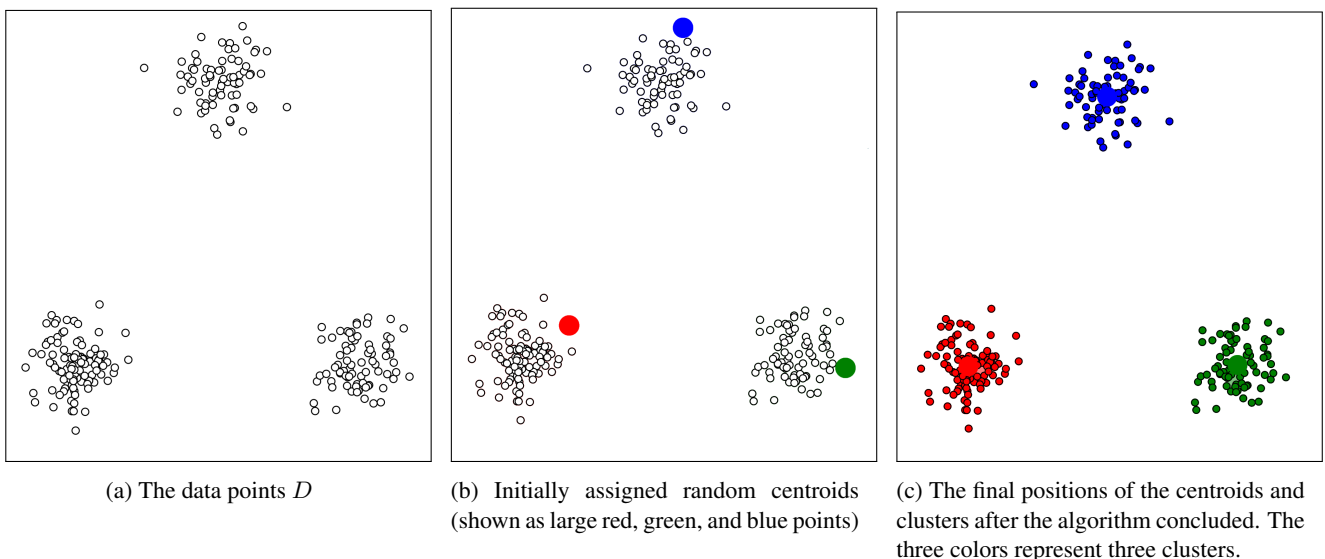 (a) The data points D
(b) Initially assigned random centroids
(shown as large red, green, and blue points)
(c) The final positions of the centroids and
clusters after the algorithm concluded. The
three colors represent three clusters.